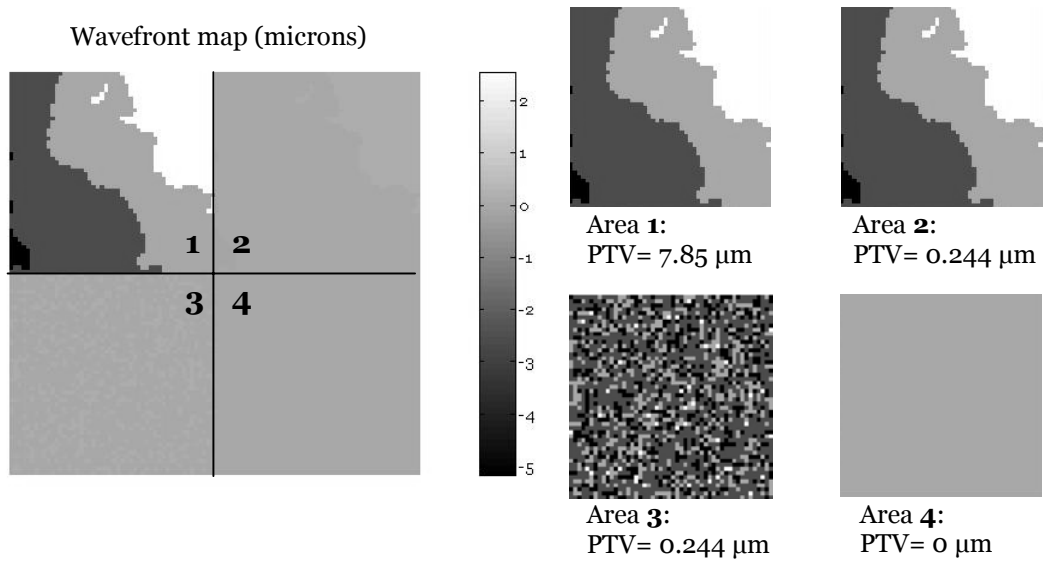 Wavefront map (microns)
1 2
3 4
2
1
0
-1
-2
-3
-4
-5
Area 1:
PTV= 7.85 µm
Area 2:
PTV= 0.244 µm
Area 3:
PTV= 0.244 µm
Area 4:
PTV= 0 µm